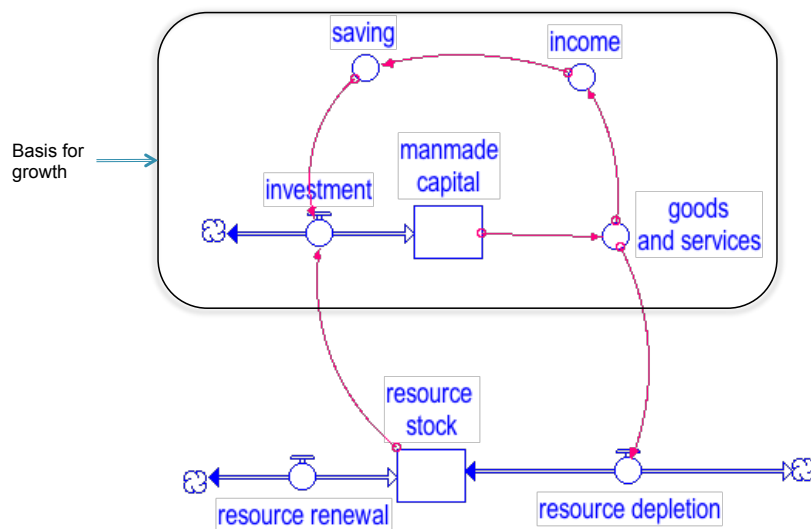 saving
income
Basis for
growth
manmade
capital
investment
goods
and services
resource
stock
resource renewal
resource depletion